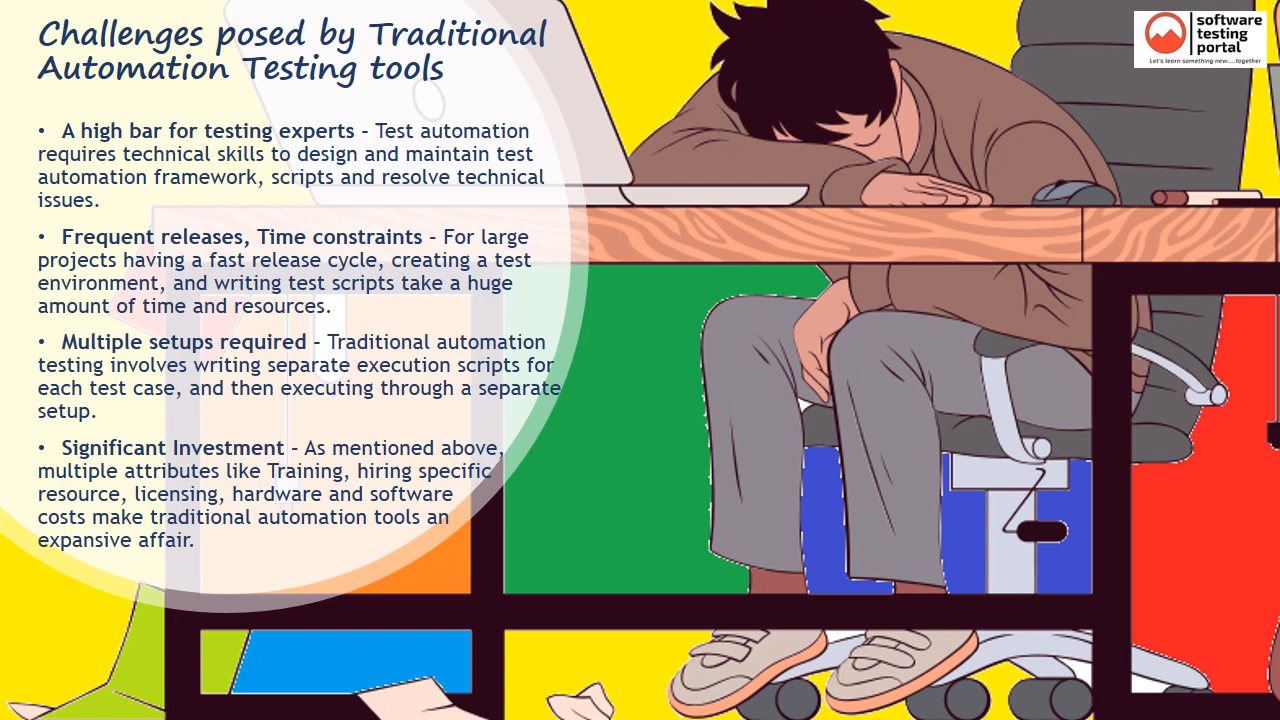 Challenges posed by Traditional
Automation Testing tools
software
testing
portal
Let's learn something new....together
• A high bar for testing experts – Test automation
requires technical skills to design and maintain test
automation framework, scripts and resolve technical
issues.
• Frequent releases, Time constraints – For large
projects having a fast release cycle, creating a test
environment, and writing test scripts take a huge
amount of time and resources.
• Multiple setups required – Traditional automation
testing involves writing separate execution scripts for
each test case, and then executing through a separate
setup.
• Significant Investment – As mentioned above,
multiple attributes like Training, hiring specific
resource, licensing, hardware and software
costs make traditional automation tools an
expansive affair.